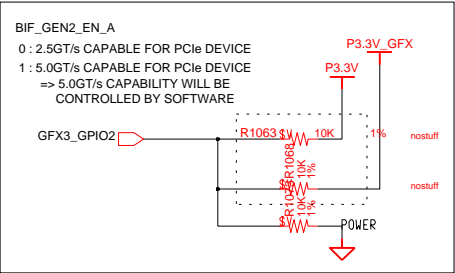 BIF_GEN2_EN_A
0 : 2.5GT/s CAPABLE FOR PCIe DEVICE
1 : 5.0GT/s CAPABLE FOR PCIe DEVICE
=> 5.0GT/s CAPABILITY WILL BE
CONTROLLED BY SOFTWARE
P3.3V_GFX
P3.3V
GFX3_GPIO2
R1063 10K 1% nostuff
R1068 10K 1% nostuff
10K 1%
POWER